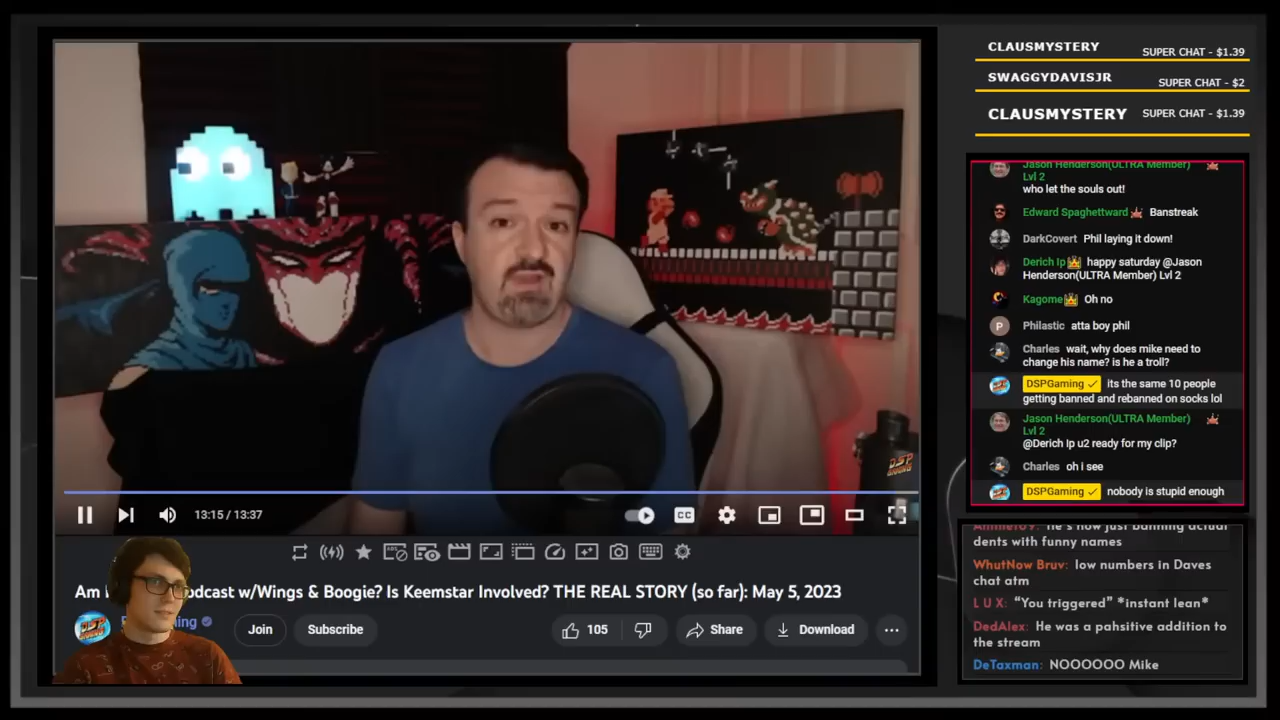 CLAUSMYSTERY SUPER CHAT - $1.39
SWAGGYDAVISJR SUPER CHAT - $2
CLAUSMYSTERY SUPER CHAT - $1.39
Jason Henderson(ULTRA Member)
Lvl 2
who let the souls out!
Edward Spaghettward Banstreak
DarkCovert Phil laying it down!
Derich Ip happy saturday @Jason
Henderson(ULTRA Member) Lvl 2
Kagome Oh no
P Philastic atta boy phil
Charles wait, why does mike need to
change his name? is he a troll?
DSPGaming its the same 10 people
getting banned and rebanned on socks lol
Jason Henderson(ULTRA Member)
Lvl 2
@Derich Ip u2 ready for my clip?
Charles oh i see
DSPGaming nobody is stupid enough
he's now just banning actual
dents with funny names
WhutNow Bruv: low numbers in Daves
chat atm
L U X: "You triggered" *instant lean*
DedAlex: He was a pahsitive addition to
the stream
DeTaxman: NOOOOOO Mike
DSP
GAMING
13:15 / 13:37
CC
Am odcast w/Wings & Boogie? Is Keemstar Involved? THE REAL STORY (so far): May 5, 2023
Join
Subscribe
105
Share
Download